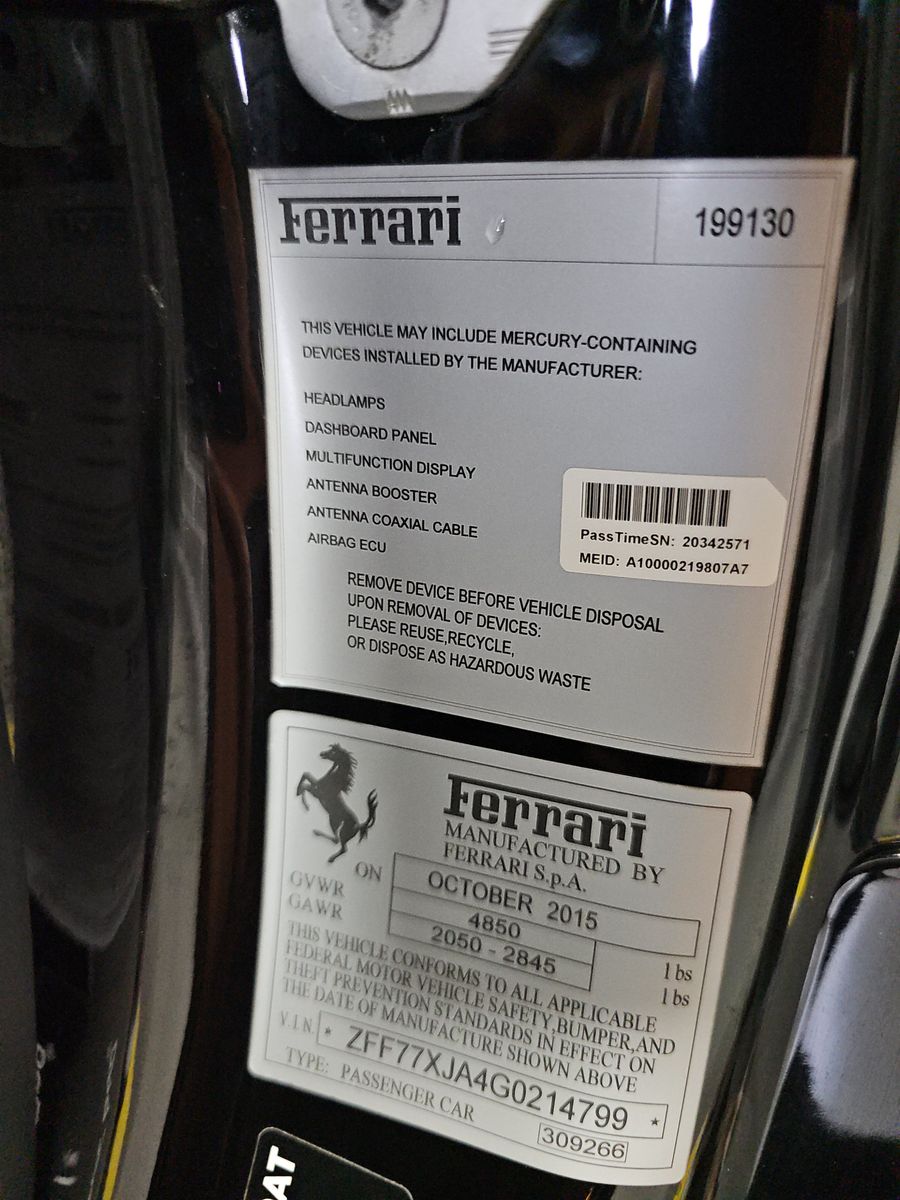 Ferrari
199130
THIS VEHICLE MAY INCLUDE MERCURY-CONTAINING
DEVICES INSTALLED BY THE MANUFACTURER:
HEADLAMPS
DASHBOARD PANEL
MULTIFUNCTION DISPLAY
ANTENNA BOOSTER
ANTENNA COAXIAL CABLE
AIRBAG ECU
PassTimeSN: 20342571
MEID: A10000219807A7
REMOVE DEVICE BEFORE VEHICLE DISPOSAL
UPON REMOVAL OF DEVICES:
PLEASE REUSE,RECYCLE,
OR DISPOSE AS HAZARDOUS WASTE
Ferrari
MANUFACTURED BY
FERRARI S.p.A.
ON OCTOBER 2015
GVWR 4850 lbs
GAWR 2050 - 2845 lbs
THIS VEHICLE CONFORMS TO ALL APPLICABLE
FEDERAL MOTOR VEHICLE SAFETY,BUMPER,AND
THEFT PREVENTION STANDARDS IN EFFECT ON
THE DATE OF MANUFACTURE SHOWN ABOVE
V.I.N. * ZFF77XJA4G0214799 *
TYPE: PASSENGER CAR
309266
AT